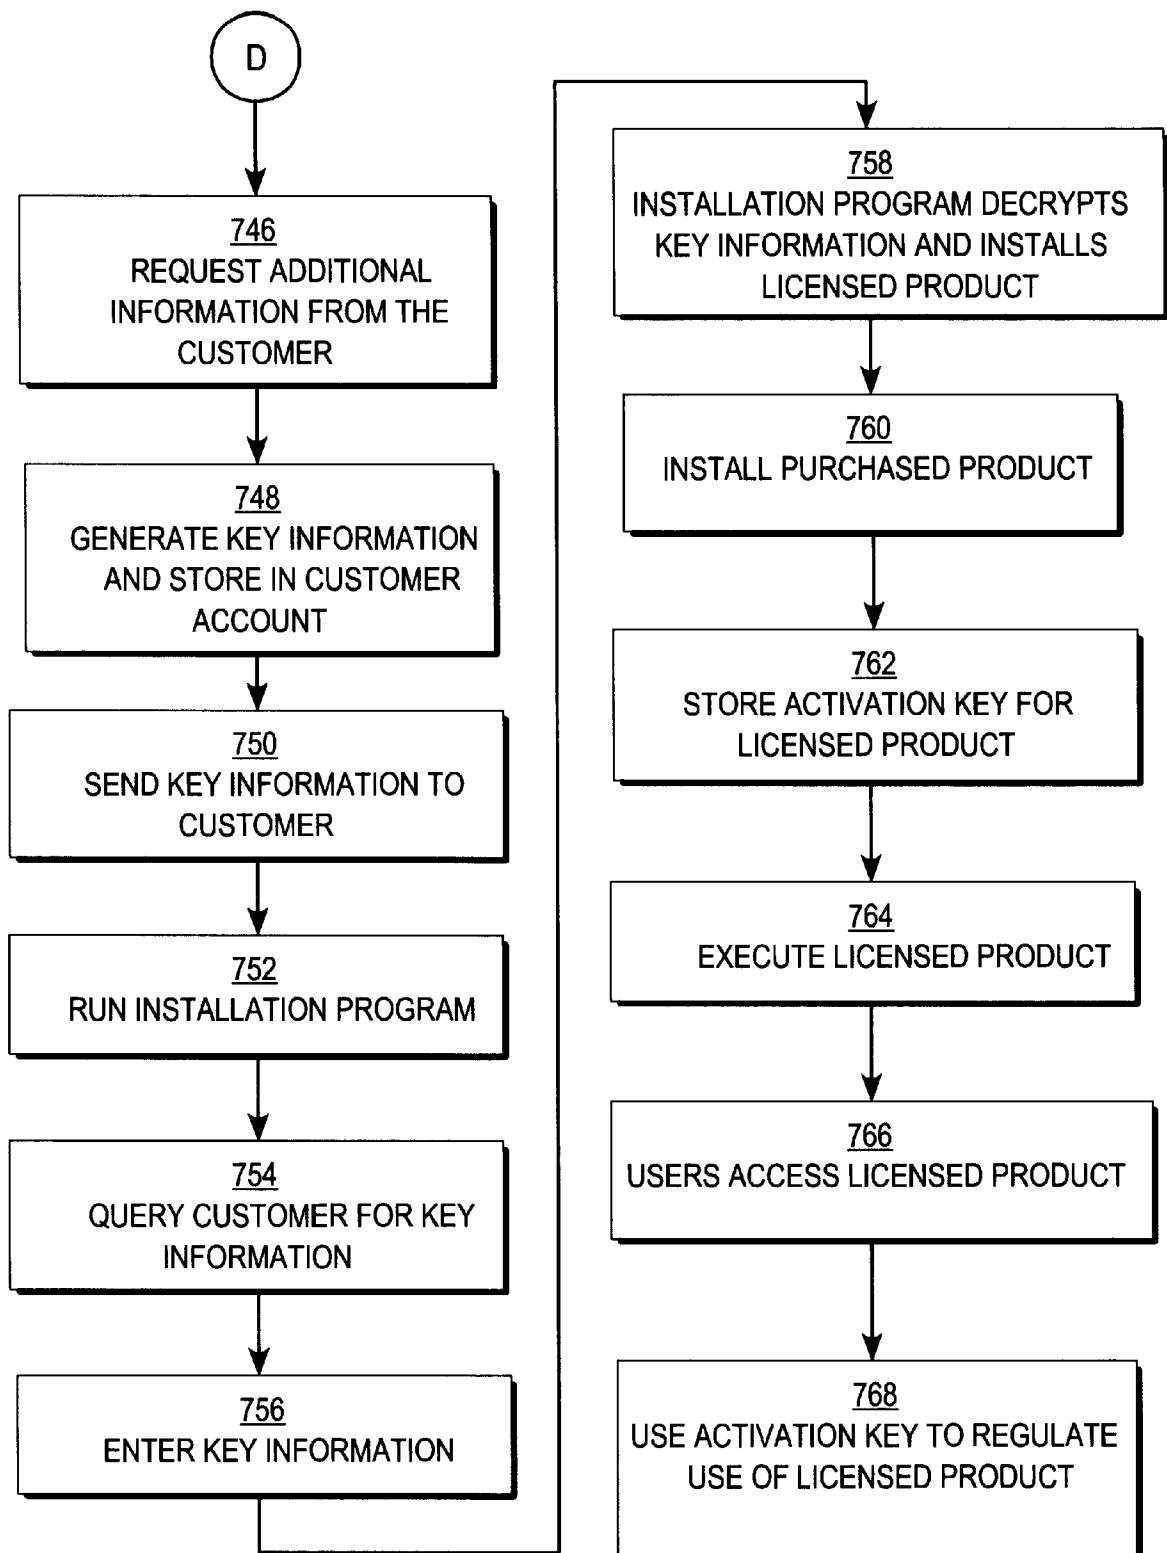 D
746
REQUEST ADDITIONAL
INFORMATION FROM THE
CUSTOMER
748
GENERATE KEY INFORMATION
AND STORE IN CUSTOMER
ACCOUNT
750
SEND KEY INFORMATION TO
CUSTOMER
752
RUN INSTALLATION PROGRAM
754
QUERY CUSTOMER FOR KEY
INFORMATION
756
ENTER KEY INFORMATION
758
INSTALLATION PROGRAM DECRYPTS
KEY INFORMATION AND INSTALLS
LICENSED PRODUCT
760
INSTALL PURCHASED PRODUCT
762
STORE ACTIVATION KEY FOR
LICENSED PRODUCT
764
EXECUTE LICENSED PRODUCT
766
USERS ACCESS LICENSED PRODUCT
768
USE ACTIVATION KEY TO REGULATE
USE OF LICENSED PRODUCT